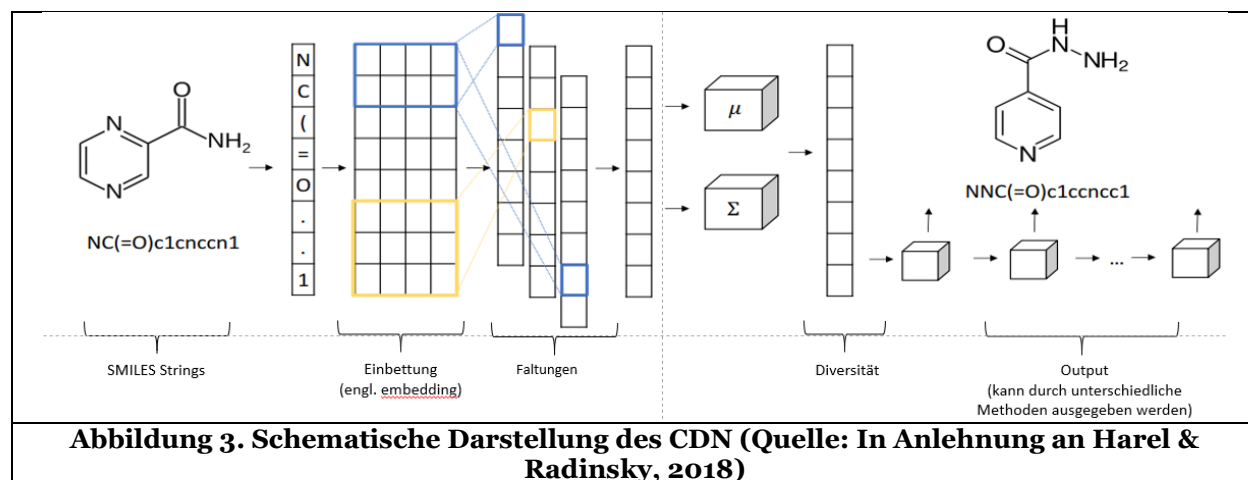 N
C
(
=
O
.
.
1
O
N
N
NH₂
NC(=O)c1cnccn1
μ
Σ
H
O
N
NH₂
N
NNC(=O)c1ccncc1
...
SMILES Strings
Einbettung
(engl. embedding)
Faltungen
Diversität
Output
(kann durch unterschiedliche
Methoden ausgegeben werden)
Abbildung 3. Schematische Darstellung des CDN (Quelle: In Anlehnung an Harel &
Radinsky, 2018)